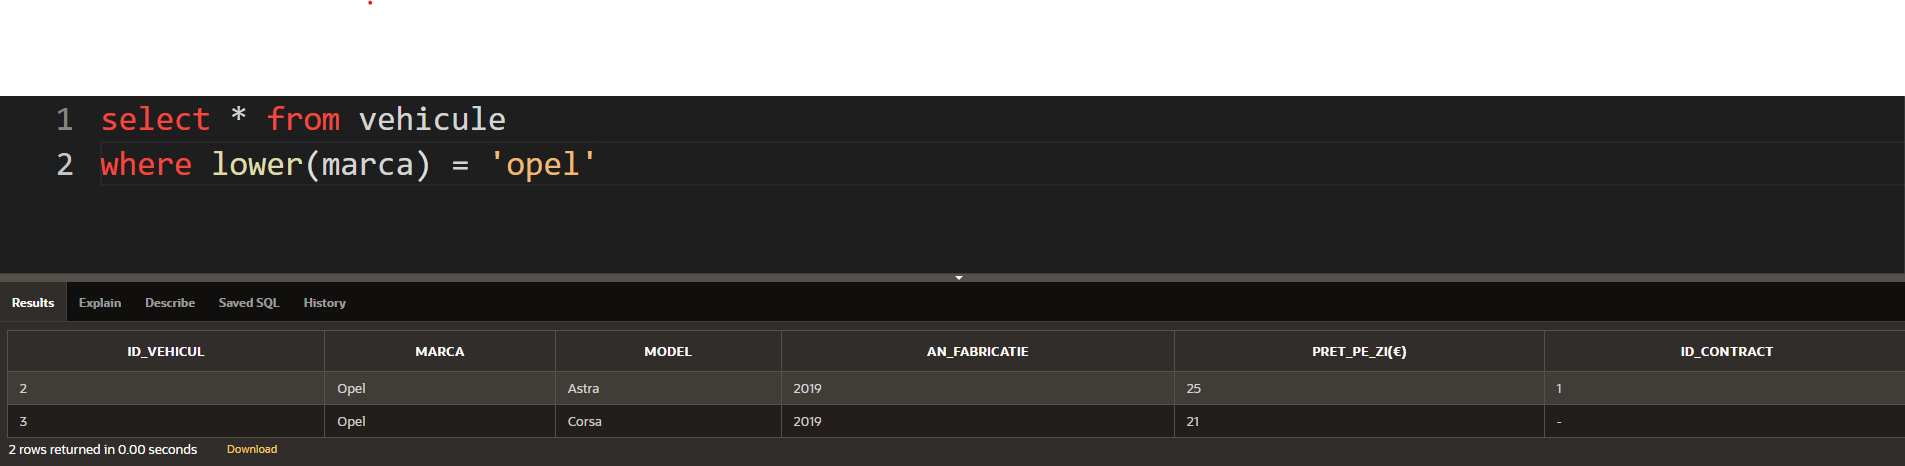 1 select * from vehicule
2 where lower(marca) = 'opel'
Results Explain Describe Saved SQL History
ID_VEHICUL MARCA MODEL AN_FABRICATIE PRET_PE_ZI(€) ID_CONTRACT
2 Opel Astra 2019 25 1
3 Opel Corsa 2019 21 -
2 rows returned in 0.00 seconds Download